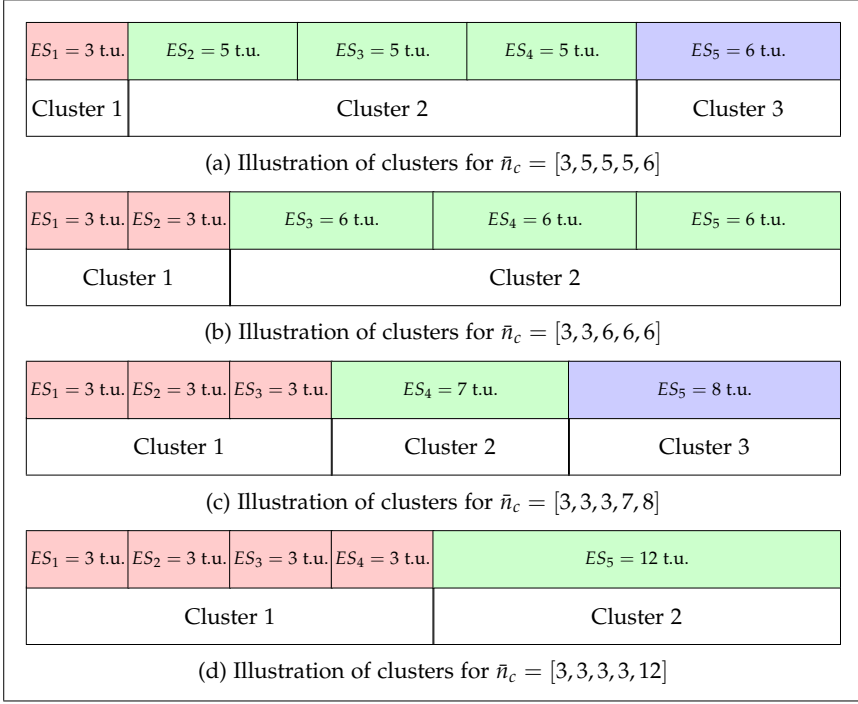 ES₁ = 3 t.u. ES₂ = 5 t.u. ES₃ = 5 t.u. ES₄ = 5 t.u. ES₅ = 6 t.u.
Cluster 1 Cluster 2 Cluster 3
(a) Illustration of clusters for n̄_c = [3, 5, 5, 5, 6]
ES₁ = 3 t.u. ES₂ = 3 t.u. ES₃ = 6 t.u. ES₄ = 6 t.u. ES₅ = 6 t.u.
Cluster 1 Cluster 2
(b) Illustration of clusters for n̄_c = [3, 3, 6, 6, 6]
ES₁ = 3 t.u. ES₂ = 3 t.u. ES₃ = 3 t.u. ES₄ = 7 t.u. ES₅ = 8 t.u.
Cluster 1 Cluster 2 Cluster 3
(c) Illustration of clusters for n̄_c = [3, 3, 3, 7, 8]
ES₁ = 3 t.u. ES₂ = 3 t.u. ES₃ = 3 t.u. ES₄ = 3 t.u. ES₅ = 12 t.u.
Cluster 1 Cluster 2
(d) Illustration of clusters for n̄_c = [3, 3, 3, 3, 12]